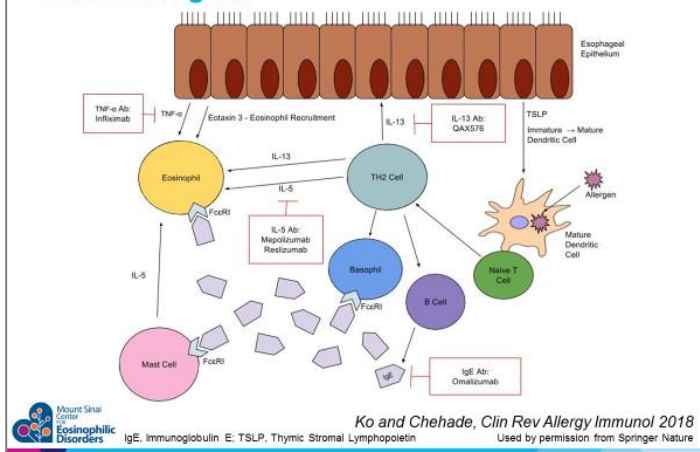 Esophageal
Epithelium
TNF-α Ab:
Infliximab
TNF-α
Eotaxin 3 - Eosinophil Recruitment
IL-13
IL-13 Ab:
QAX576
TSLP
Immature → Mature
Dendritic Cell
IL-13
Eosinophil
TH2 Cell
IL-5
Allergen
FcεRI
IL-5 Ab:
Mepolizumab
Reslizumab
Mature
Dendritic
Cell
Basophil
Naive T
Cell
IL-5
B Cell
FcεRI
Mast Cell
FcεRI
IgE
IgE Ab:
Omalizumab
Mount Sinai
Center
FOR
Eosinophilic
Disorders
Ko and Chehade, Clin Rev Allergy Immunol 2018
IgE, Immunoglobulin E; TSLP, Thymic Stromal Lymphopoietin
Used by permission from Springer Nature